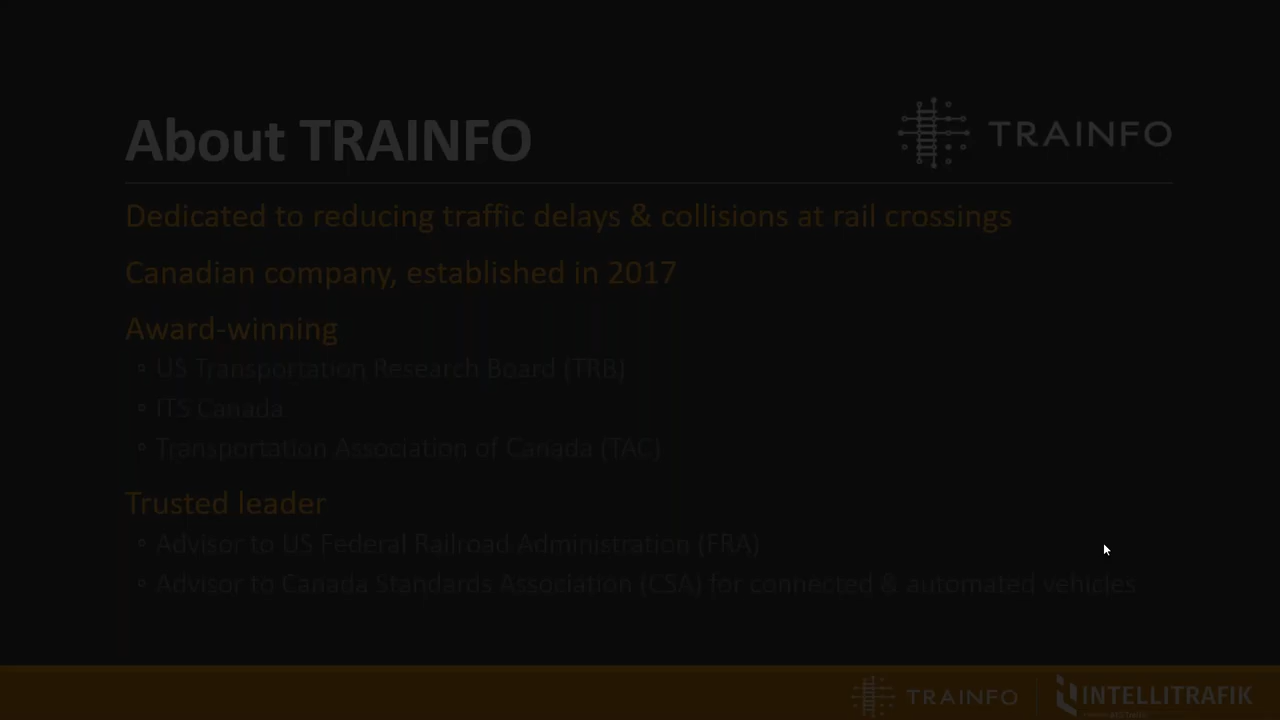 About TRAINFO
TRAINFO
Dedicated to reducing traffic delays & collisions at rail crossings
Canadian company, established in 2017
Award-winning
▫ US Transportation Research Board (TRB)
▫ ITS Canada
▫ Transportation Association of Canada (TAC)
Trusted leader
▫ Advisor to US Federal Railroad Administration (FRA)
▫ Advisor to Canada Standards Association (CSA) for connected & automated vehicles
TRAINFO
INTELLITRAFIK